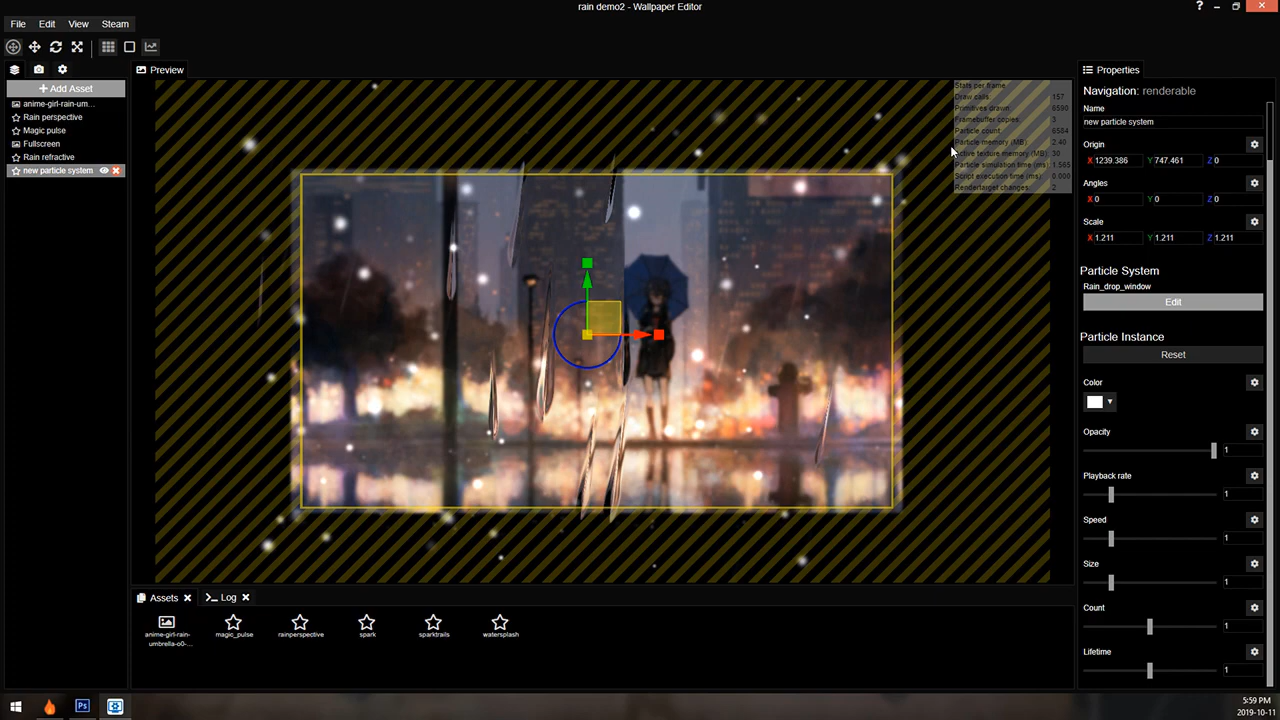 rain demo2 - Wallpaper Editor
?
File Edit View Steam
Preview
Properties
+ Add Asset
anime-girl-rain-um...
Rain perspective
Magic pulse
Fullscreen
Rain refractive
new particle system
Stats per frame
Draw calls: 157
Primitives drawn: 6590
Framebuffer copies: 3
Particle count: 6584
Particle memory (MB): 2.40
Active texture memory (MB): 30
Particle simulation time (ms): 1.565
Script execution time (ms): 0.000
Rendertarget changes: 2
Navigation: renderable
Name
new particle system
Origin
X 1239.386 Y 747.461 Z 0
Angles
X 0 Y 0 Z 0
Scale
X 1.211 Y 1.211 Z 1.211
Particle System
Rain_drop_window
Edit
Particle Instance
Reset
Color
Opacity
1
Playback rate
1
Speed
1
Size
1
Count
1
Lifetime
1
Assets
Log
anime-girl-rain-
umbrella-o0-...
magic_pulse
rainperspective
spark
sparktrails
watersplash
Ps
5:59 PM
2019-10-11